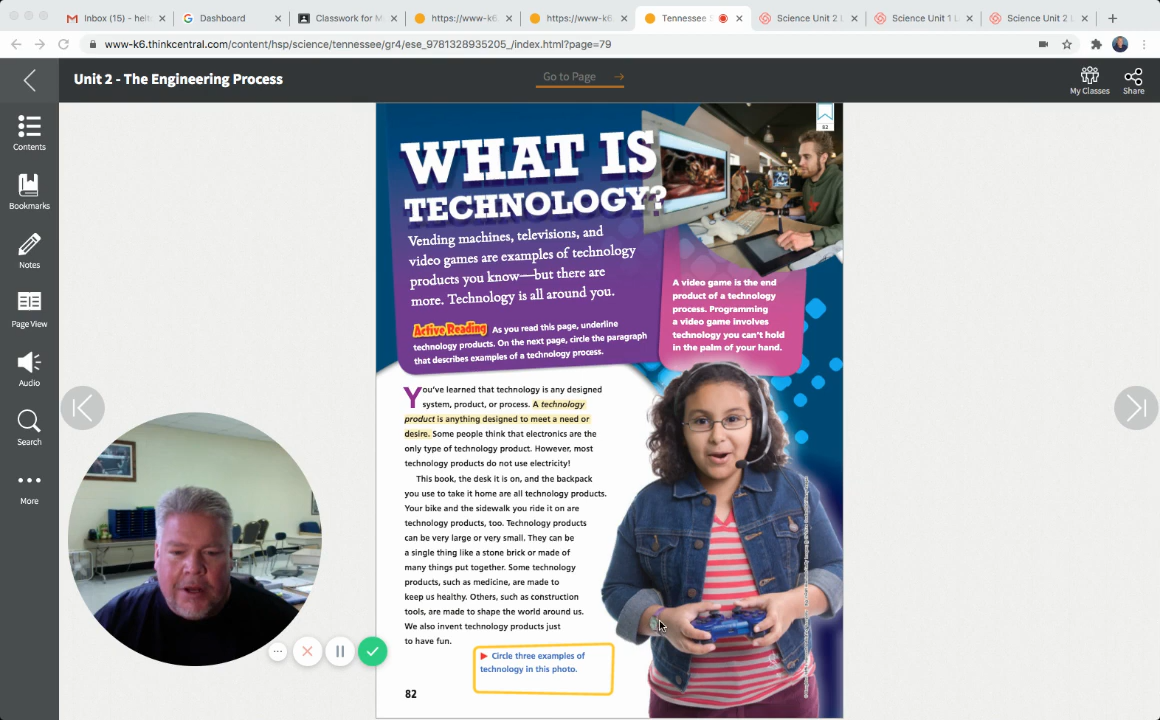 Inbox (15) - helt
Dashboard
Classwork for M
https://www-k6.
https://www-k6.
Tennessee S
Science Unit 2 L
Science Unit 1 L
Science Unit 2 L
www-k6.thinkcentral.com/content/hsp/science/tennessee/gr4/ese_9781328935205_/index.html?page=79
Unit 2 - The Engineering Process
Go to Page
My Classes
Share
Contents
Bookmarks
Notes
Page View
Audio
Search
More
82
WHAT IS
TECHNOLOGY?
Vending machines, televisions, and
video games are examples of technology
products you know—but there are
more. Technology is all around you.
Active Reading As you read this page, underline
technology products. On the next page, circle the paragraph
that describes examples of a technology process.
A video game is the end
product of a technology
process. Programming
a video game involves
technology you can't hold
in the palm of your hand.
You've learned that technology is any designed
system, product, or process. A technology
product is anything designed to meet a need or
desire. Some people think that electronics are the
only type of technology product. However, most
technology products do not use electricity!
This book, the desk it is on, and the backpack
you use to take it home are all technology products.
Your bike and the sidewalk you ride it on are
technology products, too. Technology products
can be very large or very small. They can be
a single thing like a stone brick or made of
many things put together. Some technology
products, such as medicine, are made to
keep us healthy. Others, such as construction
tools, are made to shape the world around us.
We also invent technology products just
to have fun.
▶ Circle three examples of
technology in this photo.
82